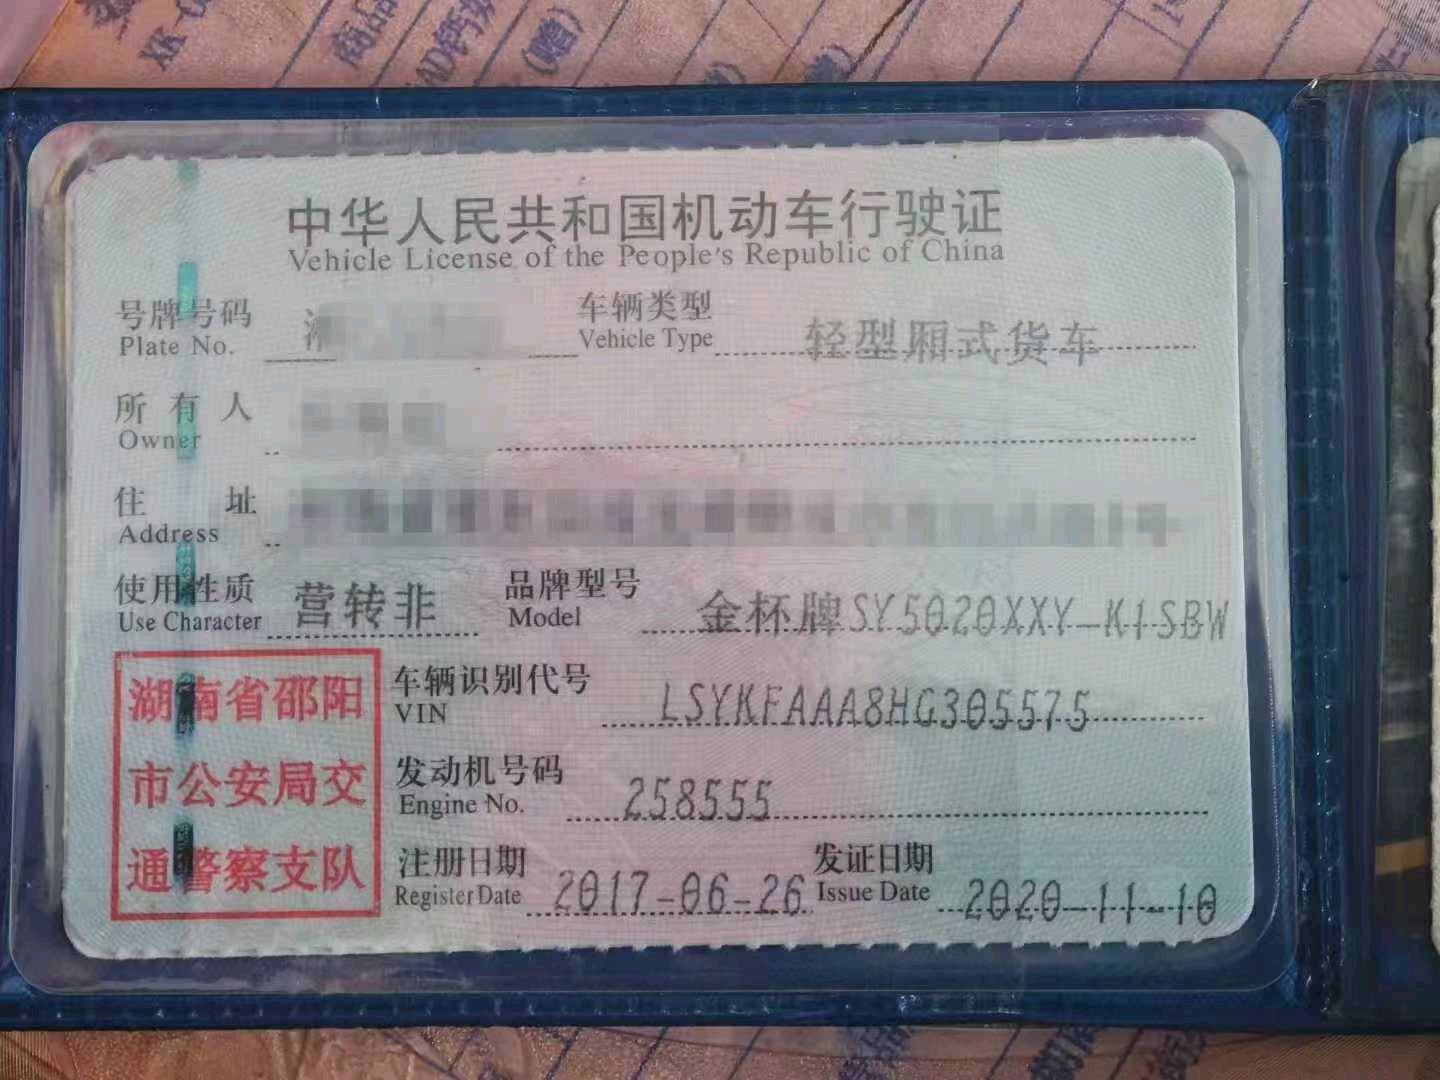 中华人民共和国机动车行驶证
Vehicle License of the People's Republic of China
号牌号码
Plate No.
车辆类型
Vehicle Type
轻型厢式货车
所有人
Owner
住址
Address
号
使用性质
Use Character
营转非
品牌型号
Model
金杯牌SY5020XXY-K1SBW
湖南省邵阳
市公安局交
通警察支队
车辆识别代号
VIN
LSYKFAAA8HG305575
发动机号码
Engine No.
258555
注册日期
Register Date
2017-06-26
发证日期
Issue Date
2020-11-10